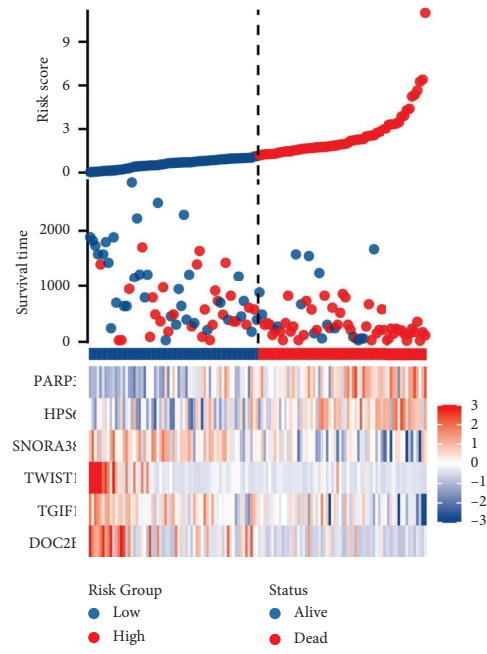 Risk score
9
6
3
0
Survival time
2000
1000
0
PARP3
HPS6
SNORA38
TWIST1
TGIF1
DOC2B
3
2
1
0
−1
−2
−3
Risk Group
Low
High
Status
Alive
Dead